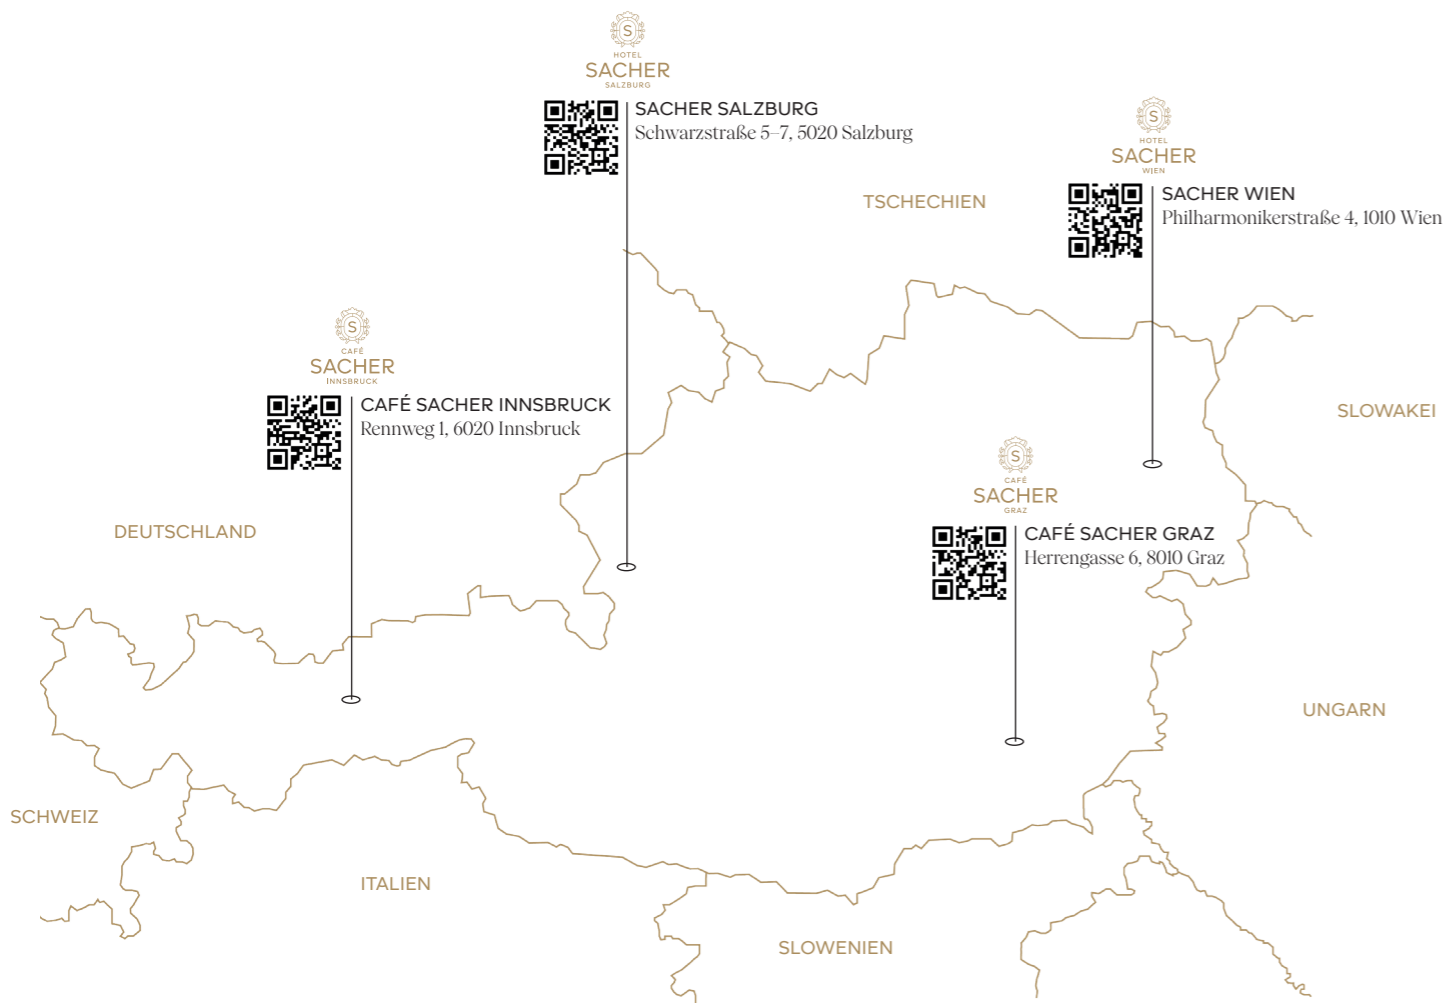 S
HOTEL
SACHER
SALZBURG
SACHER SALZBURG
Schwarzstraße 5–7, 5020 Salzburg
S
HOTEL
SACHER
WIEN
SACHER WIEN
Philharmonikerstraße 4, 1010 Wien
TSCHECHIEN
S
CAFÉ
SACHER
INNSBRUCK
CAFÉ SACHER INNSBRUCK
Rennweg 1, 6020 Innsbruck
SLOWAKEI
S
CAFÉ
SACHER
GRAZ
CAFÉ SACHER GRAZ
Herrengasse 6, 8010 Graz
DEUTSCHLAND
UNGARN
SCHWEIZ
ITALIEN
SLOWENIEN